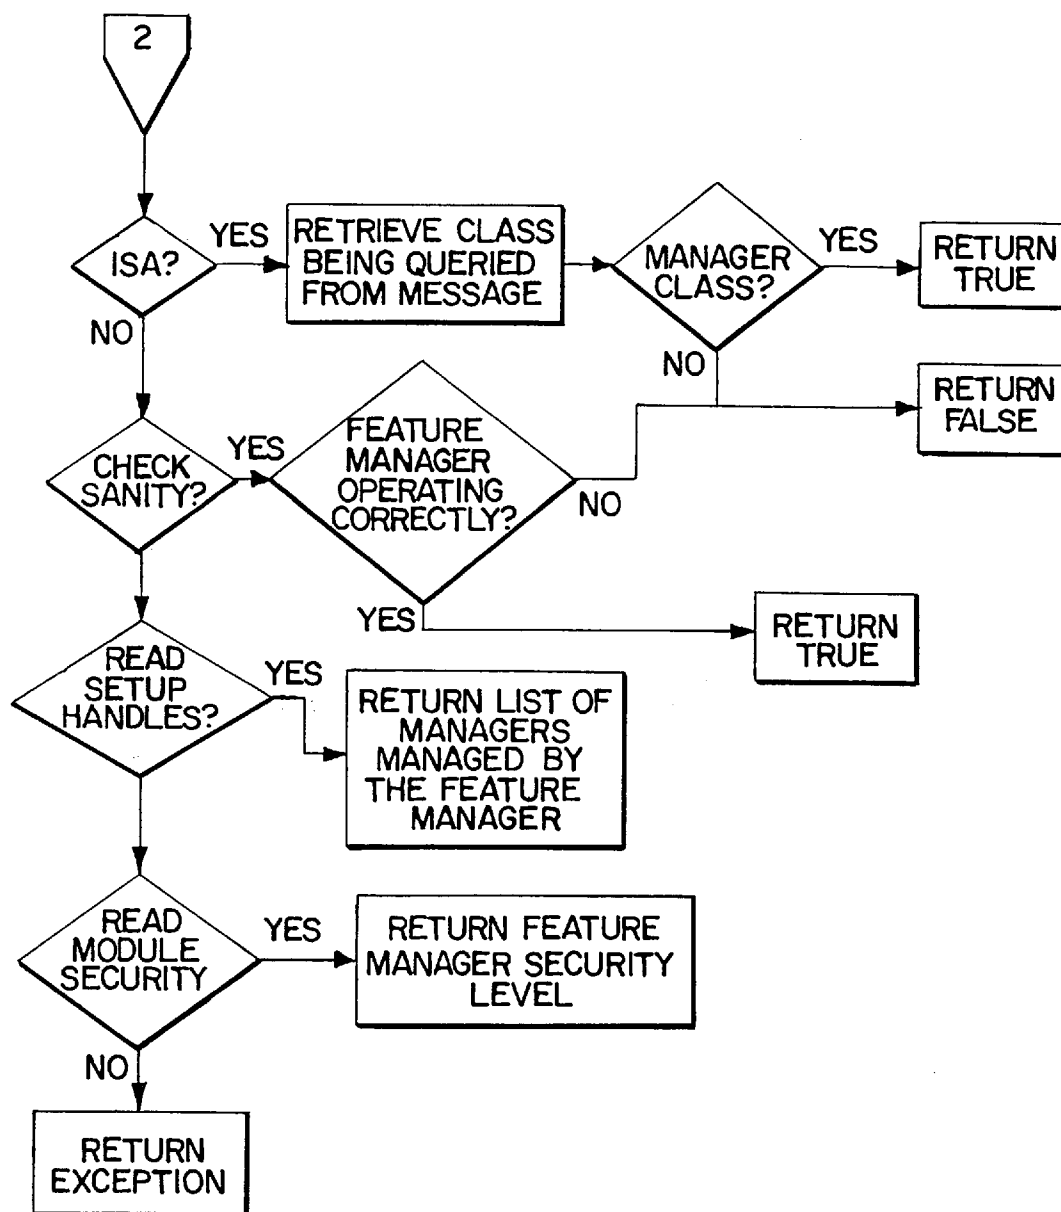 2
ISA?
YES
RETRIEVE CLASS
BEING QUERIED
FROM MESSAGE
MANAGER
CLASS?
YES
RETURN
TRUE
NO
NO
RETURN
FALSE
CHECK
SANITY?
YES
FEATURE
MANAGER
OPERATING
CORRECTLY?
NO
YES
RETURN
TRUE
READ
SETUP
HANDLES?
YES
RETURN LIST OF
MANAGERS
MANAGED BY
THE FEATURE
MANAGER
READ
MODULE
SECURITY
YES
RETURN FEATURE
MANAGER SECURITY
LEVEL
NO
RETURN
EXCEPTION